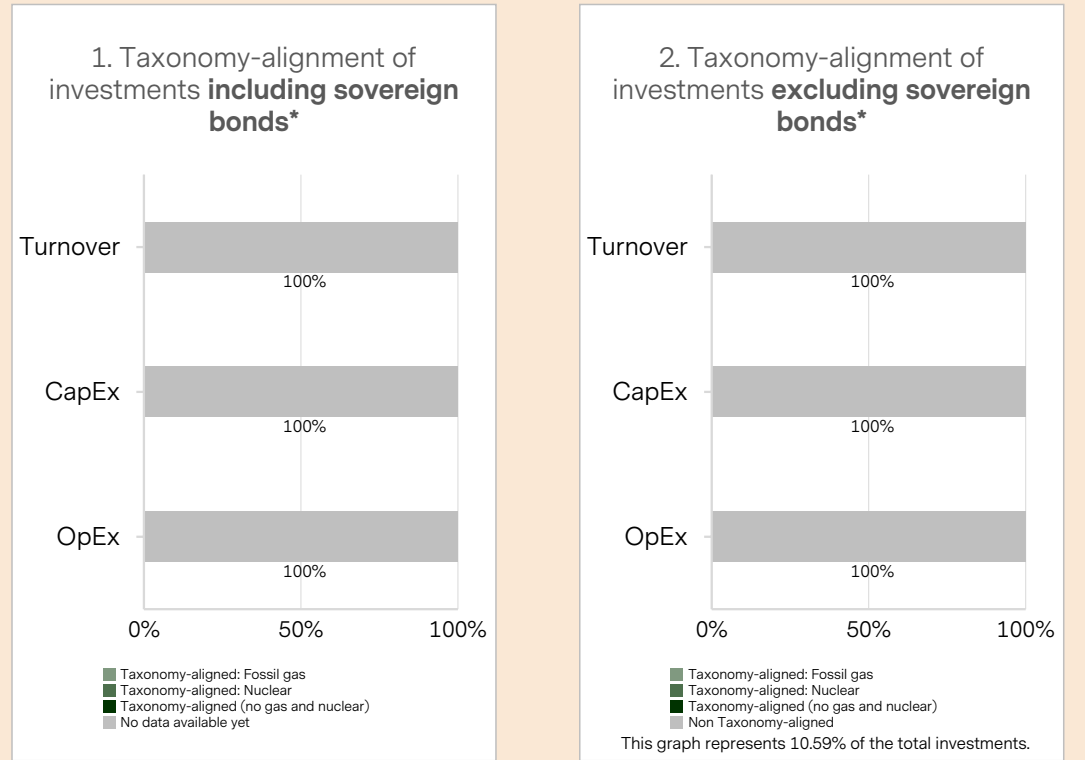 1. Taxonomy-alignment of
investments including sovereign
bonds*
Turnover
100%
CapEx
100%
OpEx
100%
0% 50% 100%
Taxonomy-aligned: Fossil gas
Taxonomy-aligned: Nuclear
Taxonomy-aligned (no gas and nuclear)
No data available yet
2. Taxonomy-alignment of
investments excluding sovereign
bonds*
Turnover
100%
CapEx
100%
OpEx
100%
0% 50% 100%
Taxonomy-aligned: Fossil gas
Taxonomy-aligned: Nuclear
Taxonomy-aligned (no gas and nuclear)
Non Taxonomy-aligned
This graph represents 10.59% of the total investments.